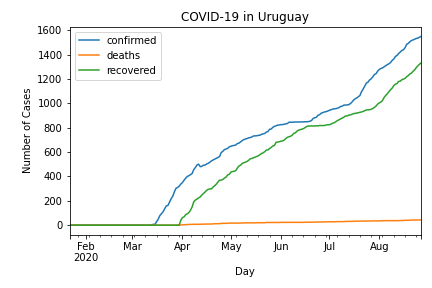 COVID-19 in Uruguay
1600
1400
1200
1000
800
600
400
200
0
Number of Cases
confirmed
deaths
recovered
Feb Mar Apr May Jun Jul Aug
2020
Day